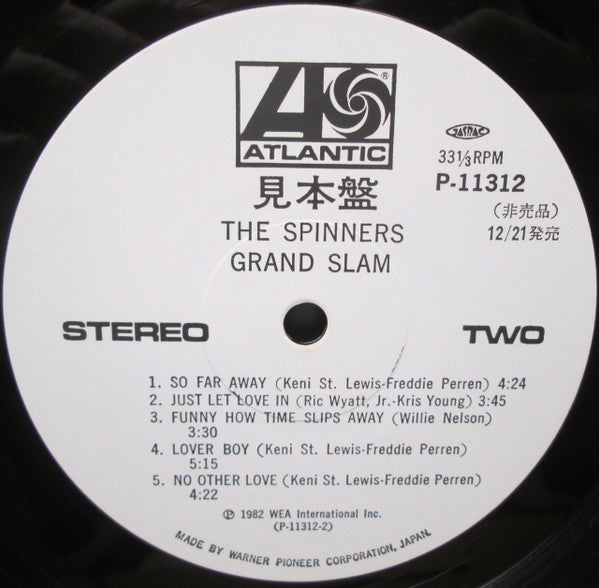 ®
ATLANTIC
JASRAC
33⅓RPM
見本盤
P-11312
(非売品)
THE SPINNERS
12/21発売
GRAND SLAM
STEREO
TWO
1. SO FAR AWAY (Keni St. Lewis-Freddie Perren) 4:24
2. JUST LET LOVE IN (Ric Wyatt, Jr.-Kris Young) 3:45
3. FUNNY HOW TIME SLIPS AWAY (Willie Nelson)
3:30
4. LOVER BOY (Keni St. Lewis-Freddie Perren)
5:15
5. NO OTHER LOVE (Keni St. Lewis-Freddie Perren)
4:22
℗ 1982 WEA International Inc.
(P-11312-2)
MADE BY WARNER PIONEER CORPORATION, JAPAN.